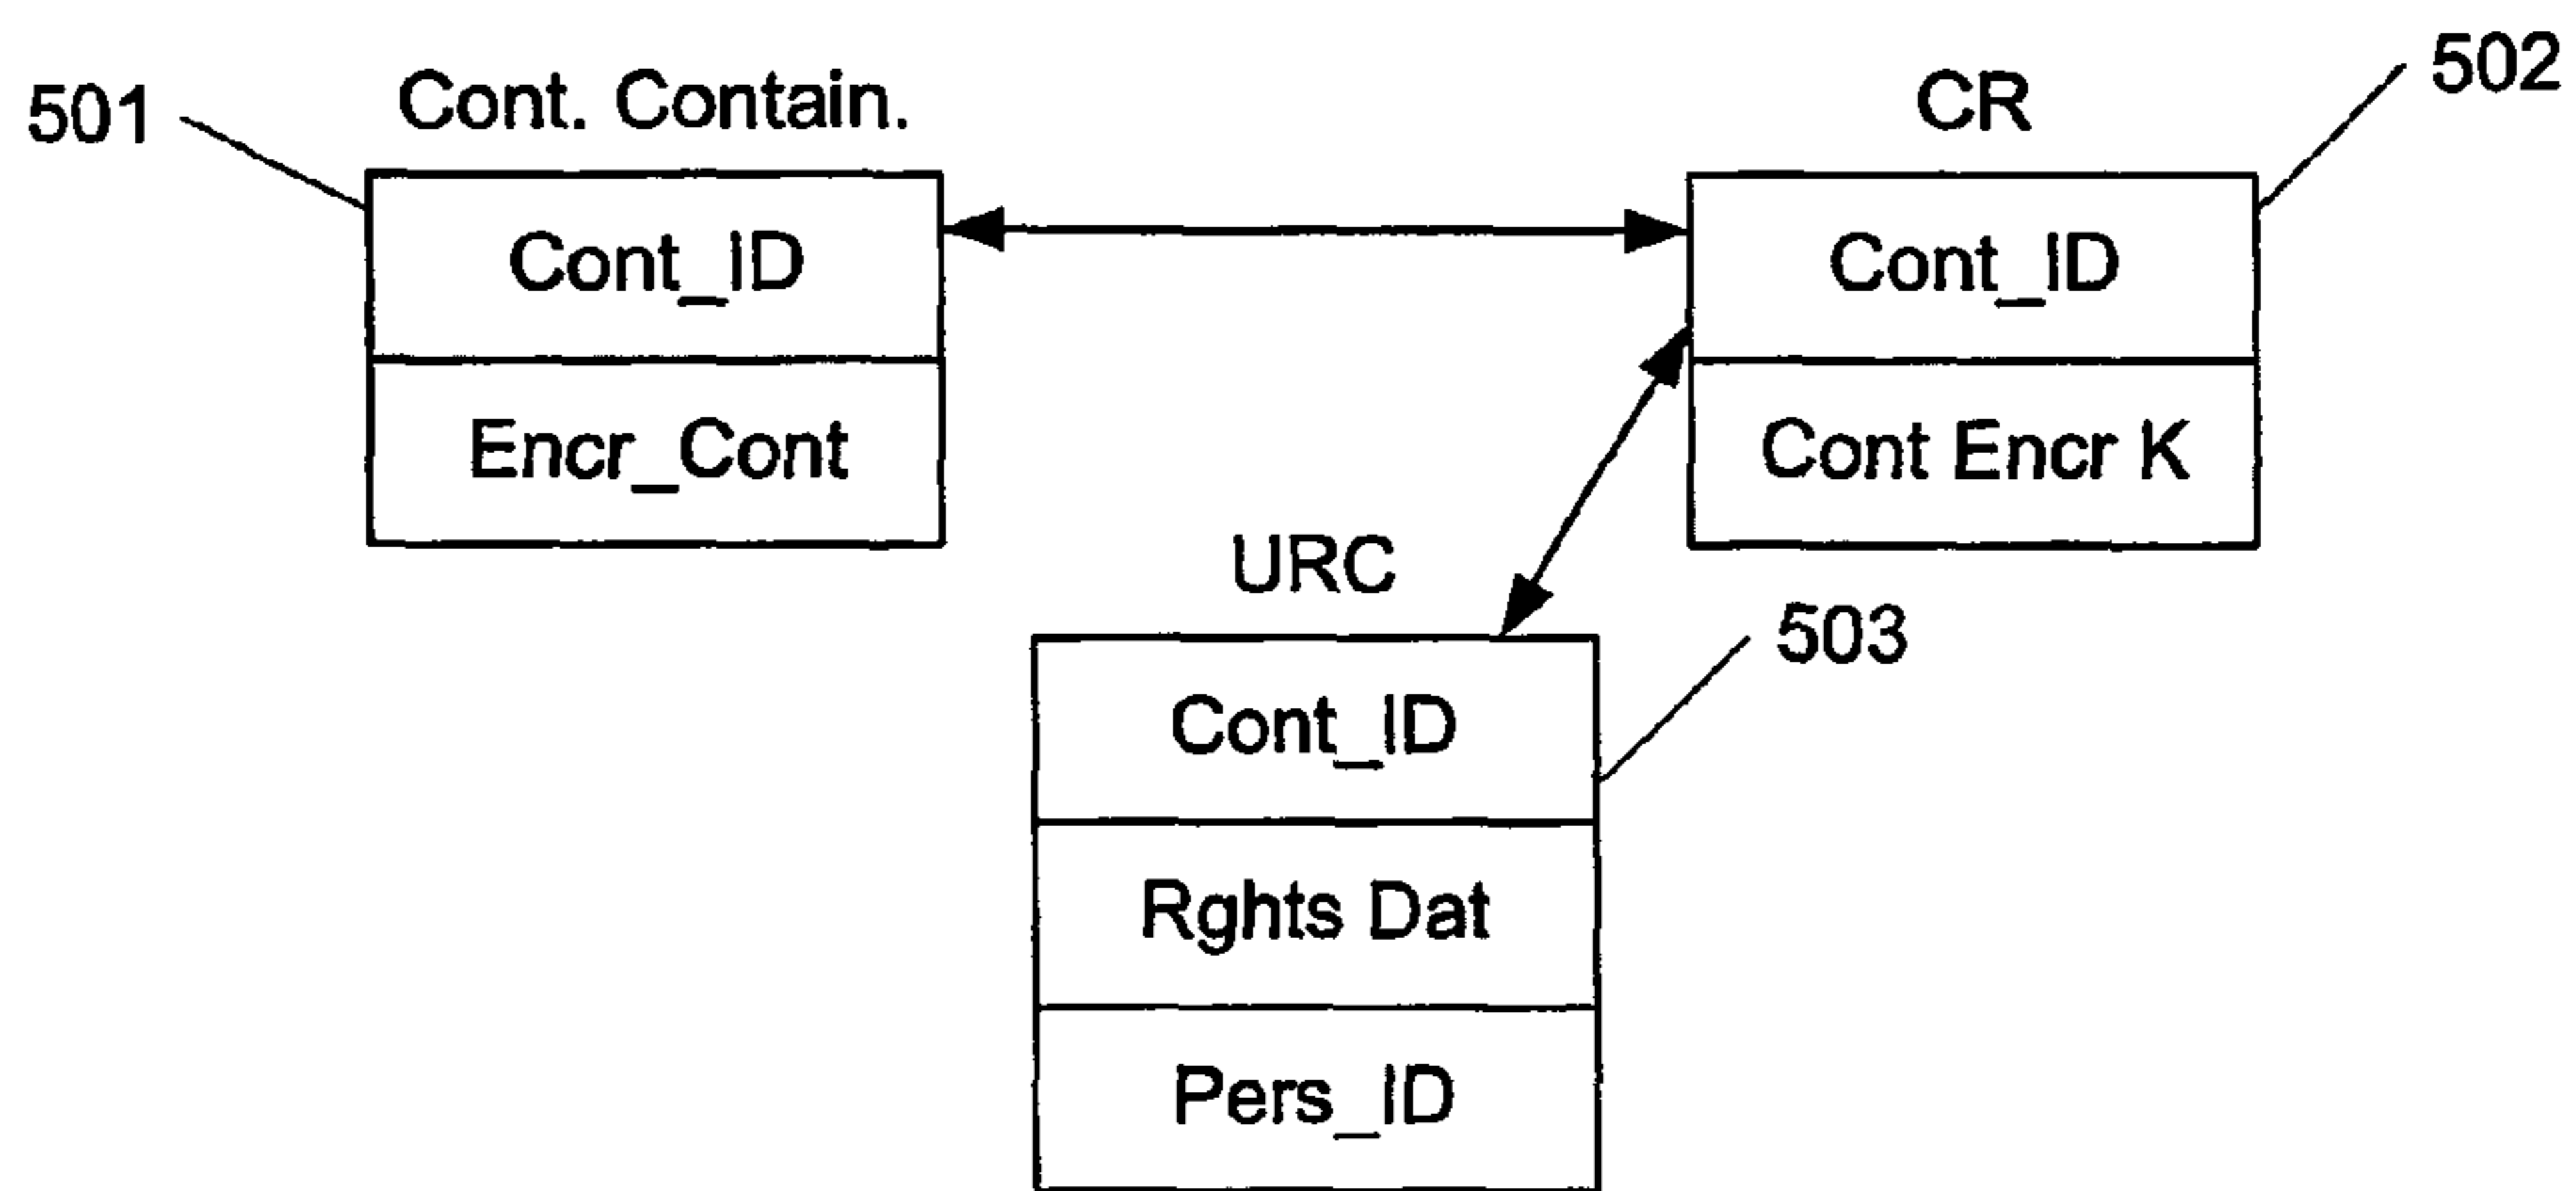 501
Cont. Contain.
CR
502
Cont_ID
Cont_ID
Encr_Cont
Cont Encr K
URC
503
Cont_ID
Rghts Dat
Pers_ID